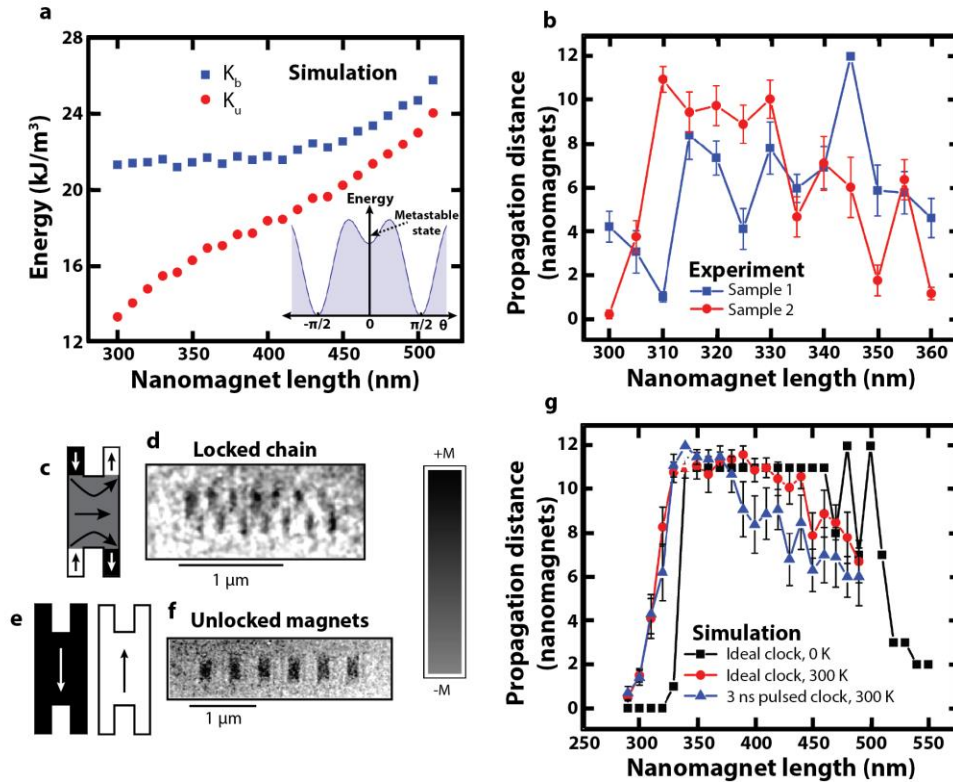 a
Energy (kJ/m³)
28
24
20
16
12
K_b
K_u
Simulation
Energy
Metastable
state
-π/2 0 π/2 θ
300 350 400 450 500
Nanomagnet length (nm)
b
Propagation distance
(nanomagnets)
12
10
8
6
4
2
0
Experiment
Sample 1
Sample 2
300 310 320 330 340 350 360
Nanomagnet length (nm)
c
d
Locked chain
1 μm
e
f
Unlocked magnets
1 μm
+M
-M
g
Propagation distance
(nanomagnets)
12
10
8
6
4
2
0
Simulation
Ideal clock, 0 K
Ideal clock, 300 K
3 ns pulsed clock, 300 K
250 300 350 400 450 500 550
Nanomagnet length (nm)